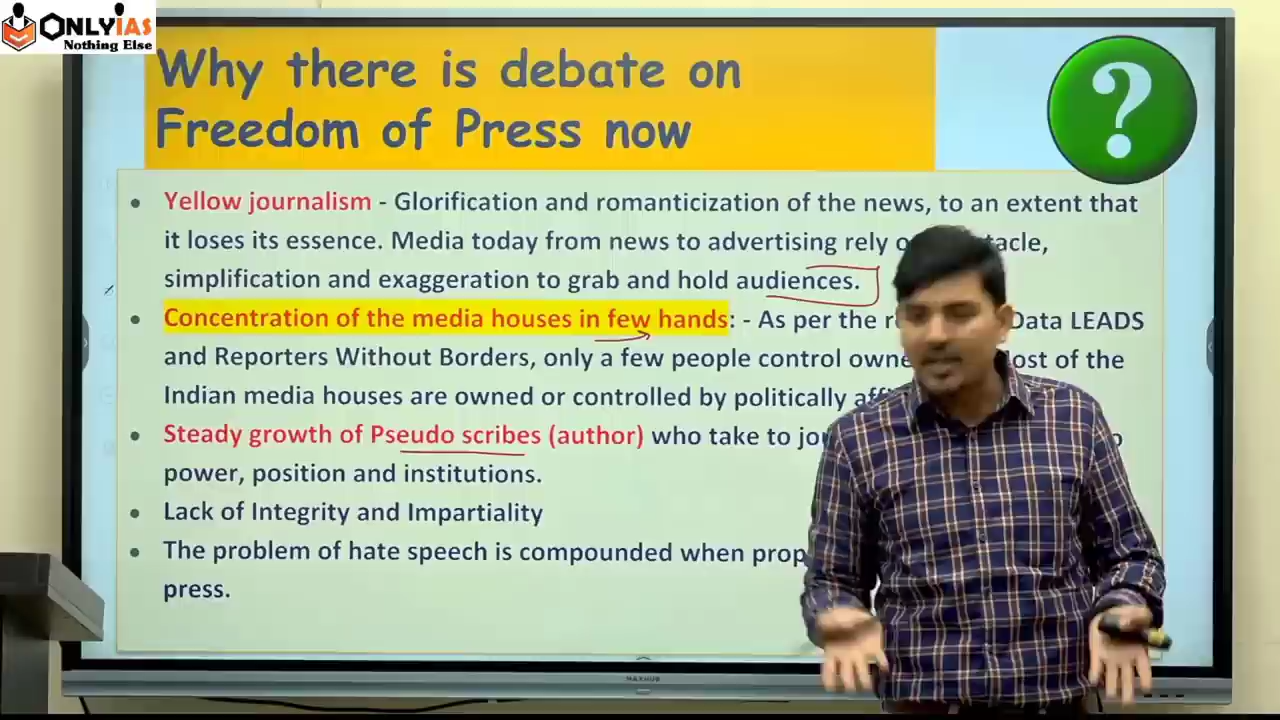 ONLYIAS
Nothing Else
Why there is debate on
Freedom of Press now
?
Yellow journalism - Glorification and romanticization of the news, to an extent that
it loses its essence. Media today from news to advertising rely
simplification and exaggeration to grab and hold audiences.
Concentration of the media houses in few hands: - As per the Data LEADS
and Reporters Without Borders, only a few people control of the
Indian media houses are owned or controlled by politically
Steady growth of Pseudo scribes (author) who take to
power, position and institutions.
Lack of Integrity and Impartiality
The problem of hate speech is compounded when
press.
MAXHUB